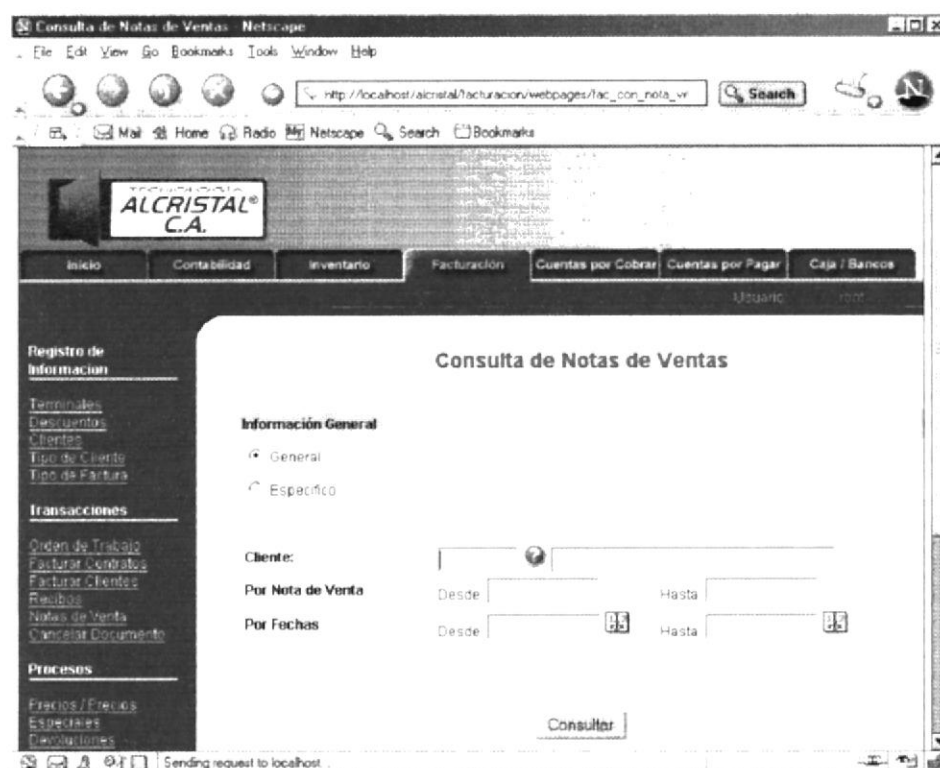 Consulta de Notas de Ventas - Netscape
File Edit View Go Bookmarks Tools Window Help
http://localhost/alcristal/facturacion/webpages/fac_con_nota_ve
Search
Mail Home Radio Netscape Search Bookmarks
ALCRISTAL®
C.A.
Inicio Contabilidad Inventario Facturación Cuentas por Cobrar Cuentas por Pagar Caja / Bancos
Usuario root
Registro de
Informacion
Terminales
Descuentos
Clientes
Tipo de Cliente
Tipo de Factura
Transacciones
Orden de Trabajo
Facturar Contratos
Facturar Clientes
Recibos
Notas de Venta
Cancelar Documento
Procesos
Precios / Precios
Especiales
Devoluciones
Consulta de Notas de Ventas
Información General
General
Especifico
Cliente:
Por Nota de Venta Desde Hasta
Por Fechas Desde Hasta
Consultar
Sending request to localhost...